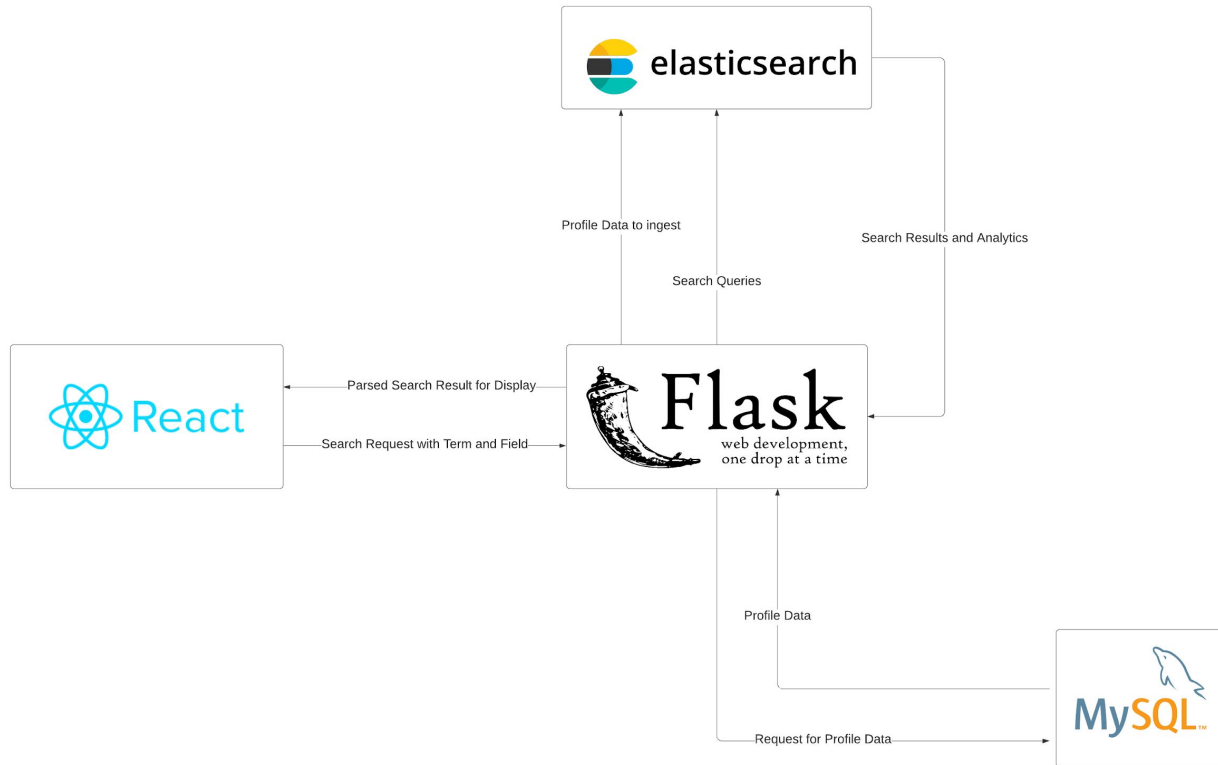 elasticsearch
Profile Data to ingest
Search Results and Analytics
Search Queries
Parsed Search Result for Display
Search Request with Term and Field
React
Flask
web development,
one drop at a time
Profile Data
Request for Profile Data
MySQL™